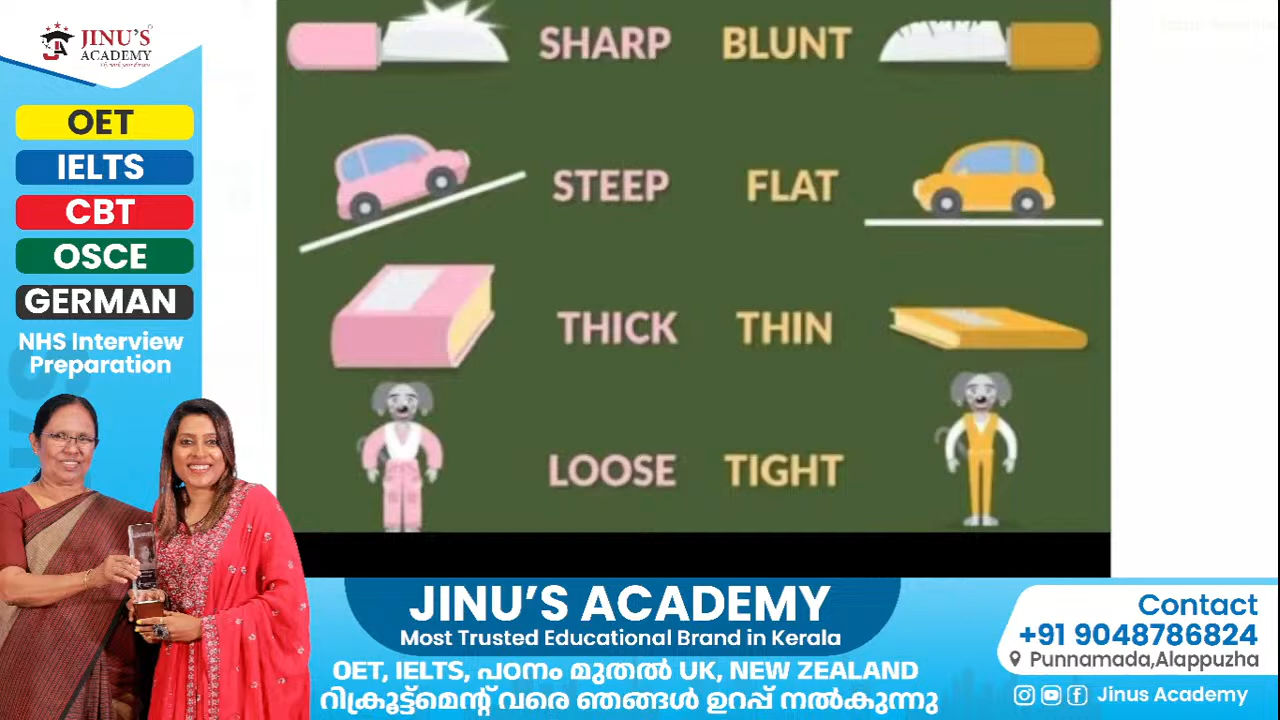 JINU'S
ACADEMY
OET
IELTS
CBT
OSCE
GERMAN
NHS Interview
Preparation
SHARP BLUNT
STEEP FLAT
THICK THIN
LOOSE TIGHT
JINU'S ACADEMY
Most Trusted Educational Brand in Kerala
OET, IELTS, പഠനം മുതൽ UK, NEW ZEALAND
റിക്രൂട്ട്മെന്റ് വരെ ഞങ്ങൾ ഉറപ്പ് നൽകുന്നു
Contact
+91 9048786824
Punnamada,Alappuzha
Jinus Academy